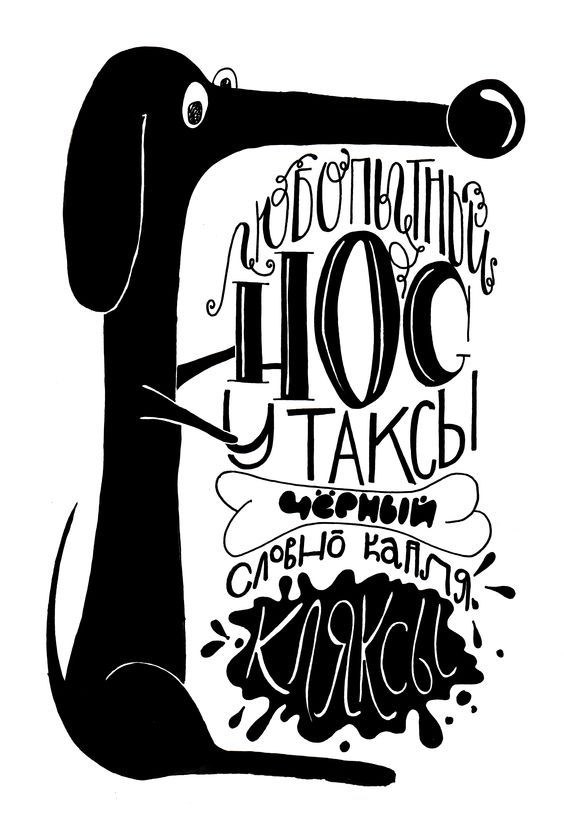 ЛЮБОПЫТНЫЙ
НОС
У ТАКСЫ
ЧЁРНЫЙ
СЛОВНО КАПЛЯ
КЛЯКСЫ